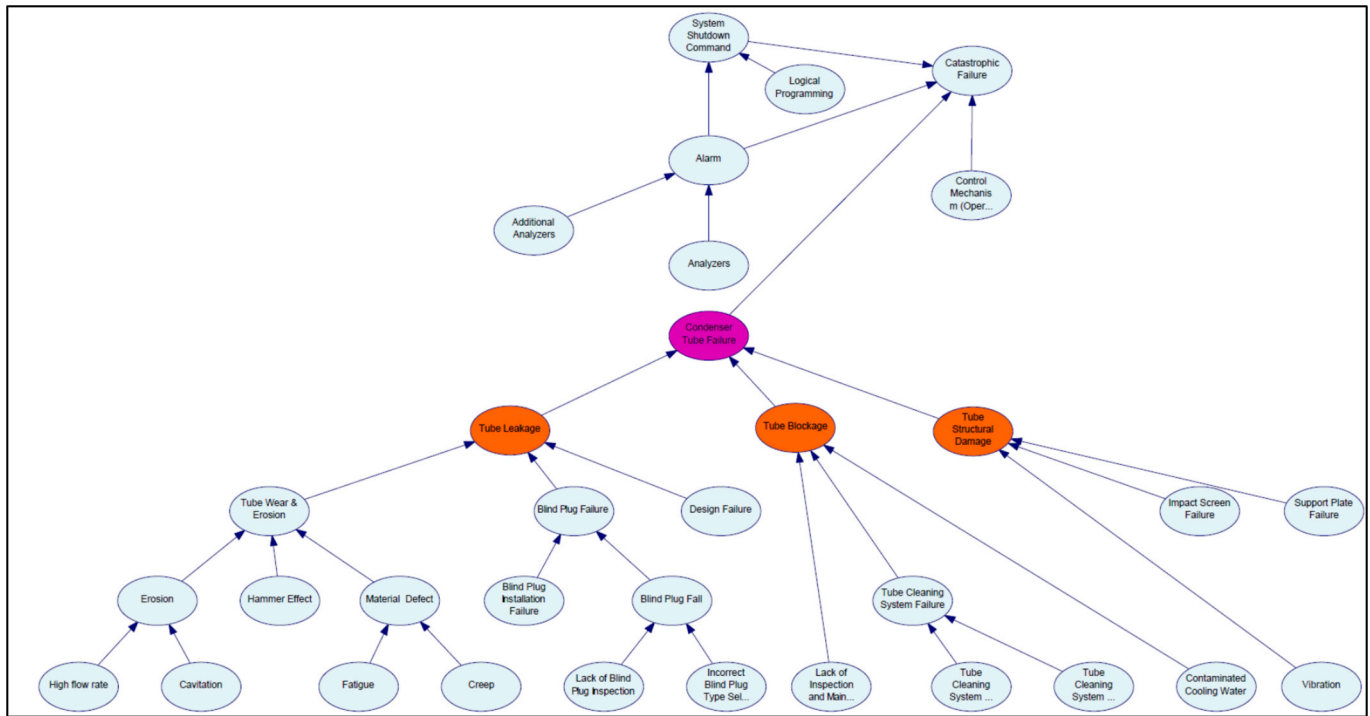 System
Shutdown
Command
Catastrophic
Failure
Logical
Programming
Alarm
Control
Mechanis
m (Oper...
Additional
Analyzers
Analyzers
Condenser
Tube Failure
Tube Leakage
Tube Blockage
Tube
Structural
Damage
Tube Wear &
Erosion
Blind Plug Failure
Design Failure
Impact Screen
Failure
Support Plate
Failure
Erosion
Hammer Effect
Material Defect
Blind Plug
Installation
Failure
Blind Plug Fall
Tube Cleaning
System Failure
High flow rate
Cavitation
Fatigue
Creep
Lack of Blind
Plug Inspection
Incorrect
Blind Plug
Type Sel...
Lack of
Inspection
and Main...
Tube
Cleaning
System ...
Tube
Cleaning
System ...
Contaminated
Cooling Water
Vibration